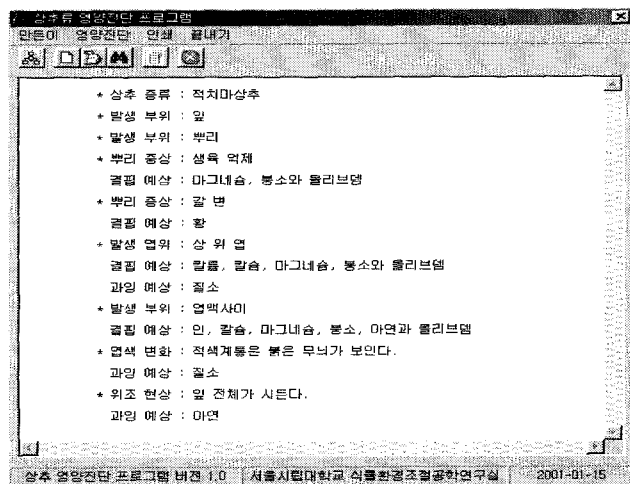 상추류 영양진단 프로그램
만든이 영양진단 인쇄 끝내기
* 상추 종류 : 적치마상추
* 발생 부위 : 잎
* 발생 부위 : 뿌리
* 뿌리 증상 : 생육 억제
결핍 예상 : 마그네슘, 붕소와 몰리브덴
* 뿌리 증상 : 갈 변
결핍 예상 : 황
* 발생 엽위 : 상 위 엽
결핍 예상 : 칼륨, 칼슘, 마그네슘, 붕소와 몰리브덴
과잉 예상 : 질소
* 발생 부위 : 엽맥사이
결핍 예상 : 인, 칼슘, 마그네슘, 붕소, 아연과 몰리브덴
* 엽색 변화 : 적색계통은 붉은 무늬가 보인다.
과잉 예상 : 질소
* 위조 현상 : 잎 전체가 시든다.
과잉 예상 : 아연
상추 영양진단 프로그램 버전 1.0 서울시립대학교 식물환경조절공학연구실 2001-01-15